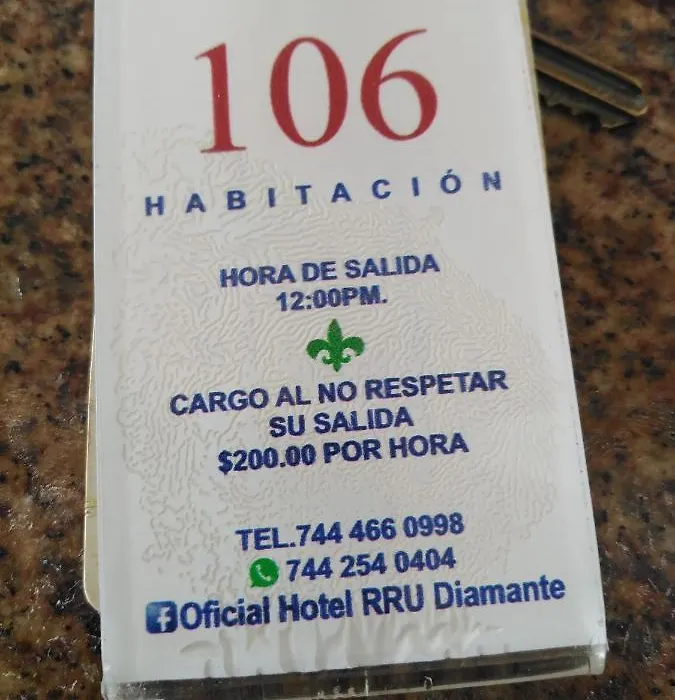 106
HABITACIÓN
HORA DE SALIDA
12:00PM.
CARGO AL NO RESPETAR
SU SALIDA
$200.00 POR HORA
TEL.744 466 0998
744 254 0404
Oficial Hotel RRU Diamante